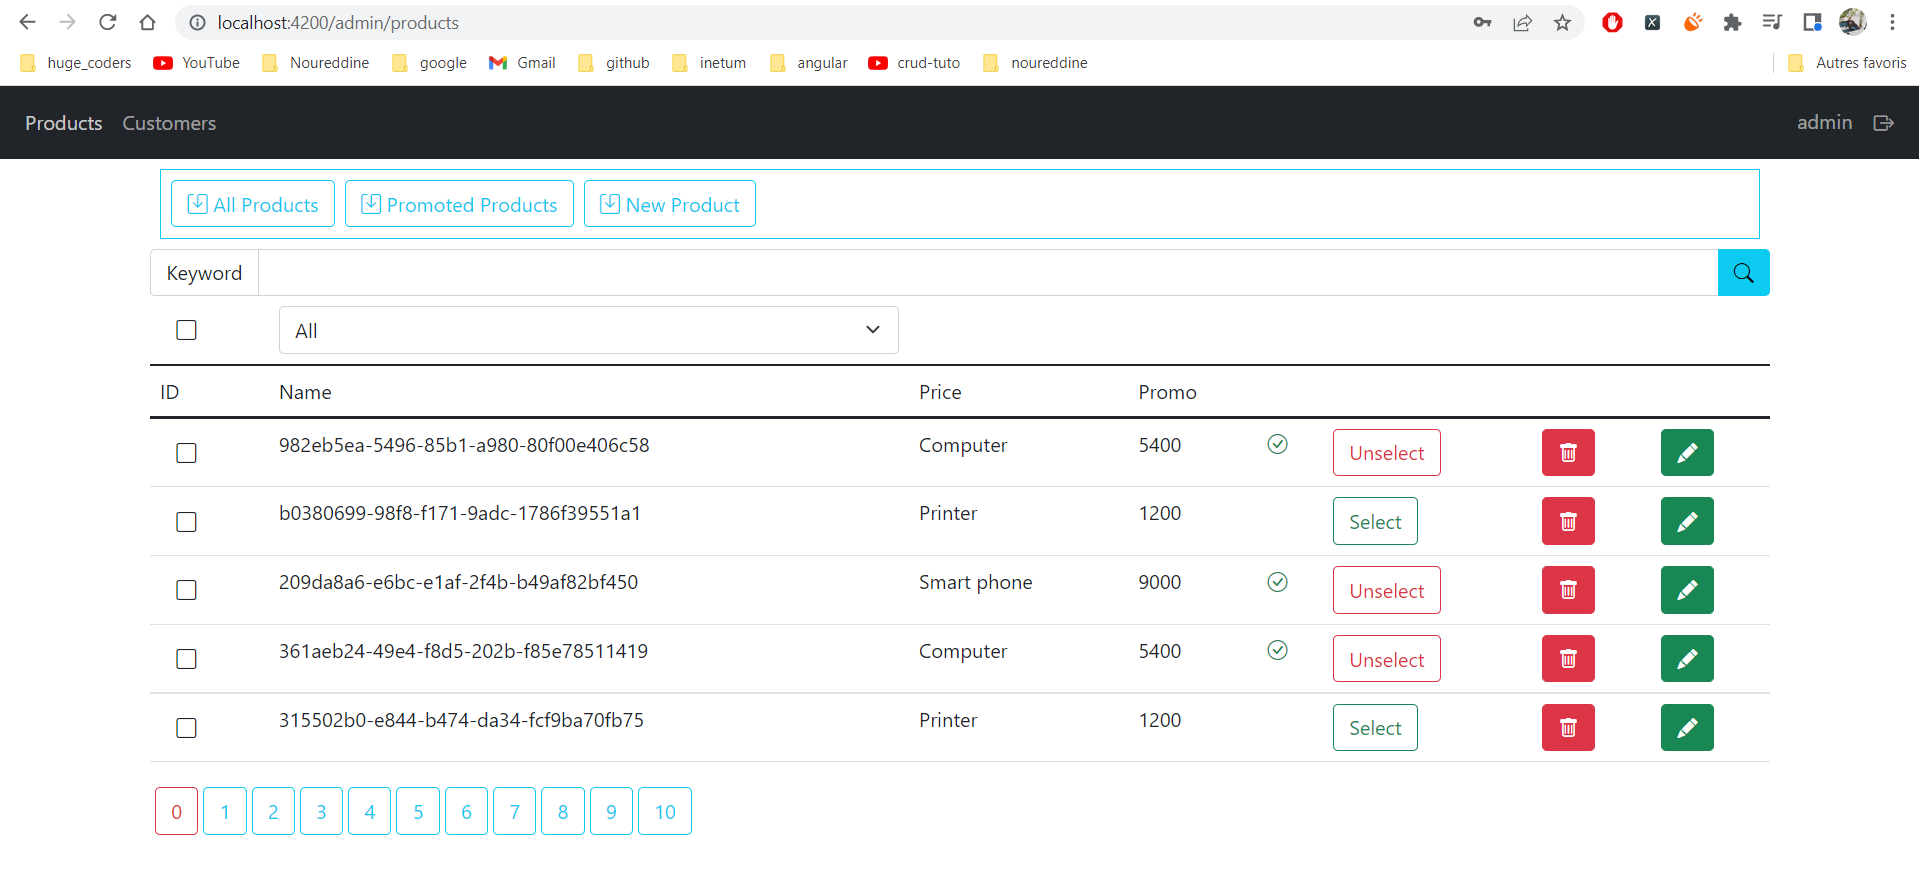 localhost:4200/admin/products
huge_coders YouTube Noureddine google Gmail github inetum angular crud-tuto noureddine Autres favoris
Products Customers admin
All Products Promoted Products New Product
Keyword
All
ID Name Price Promo
982eb5ea-5496-85b1-a980-80f00e406c58 Computer 5400 Unselect
b0380699-98f8-f171-9adc-1786f39551a1 Printer 1200 Select
209da8a6-e6bc-e1af-2f4b-b49af82bf450 Smart phone 9000 Unselect
361aeb24-49e4-f8d5-202b-f85e78511419 Computer 5400 Unselect
315502b0-e844-b474-da34-fcf9ba70fb75 Printer 1200 Select
0 1 2 3 4 5 6 7 8 9 10